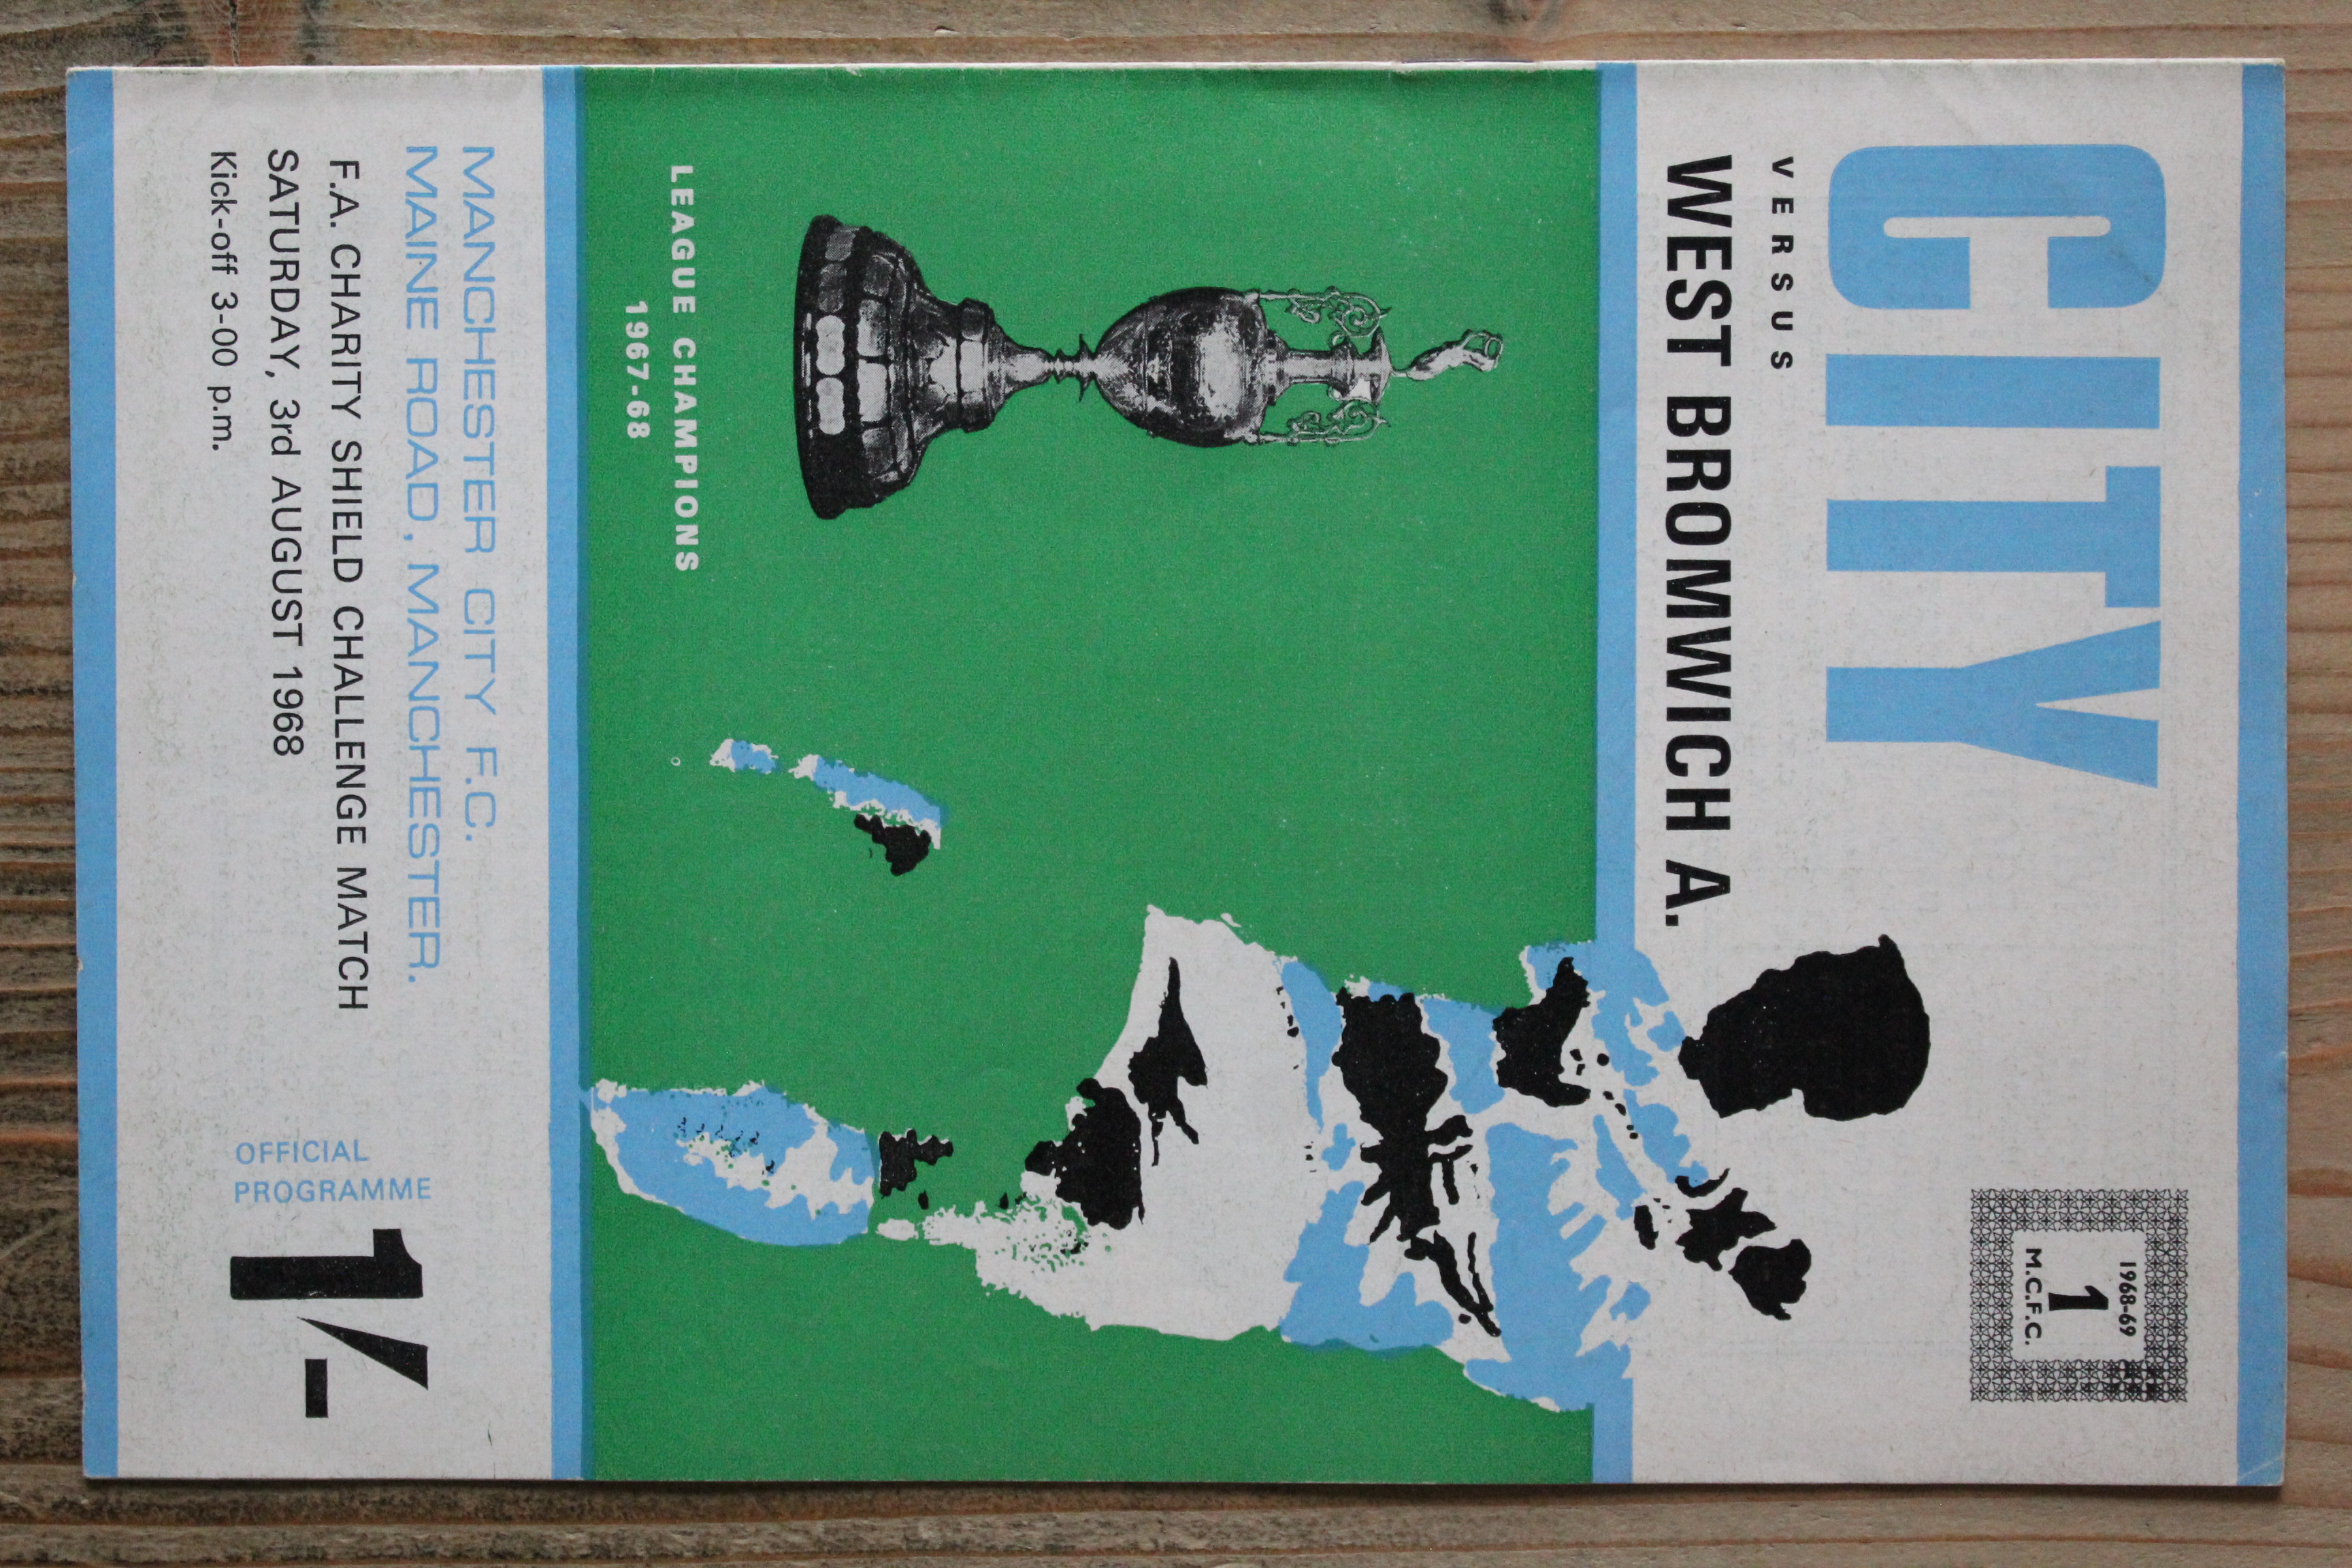 CITY
VERSUS
WEST BROMWICH A.
1968-69
1
M.C.F.C.
LEAGUE CHAMPIONS
1967-68
MANCHESTER CITY F.C.
MAINE ROAD, MANCHESTER.
F.A. CHARITY SHIELD CHALLENGE MATCH
SATURDAY, 3rd AUGUST 1968
Kick-off 3-00 p.m.
OFFICIAL
PROGRAMME
1/-